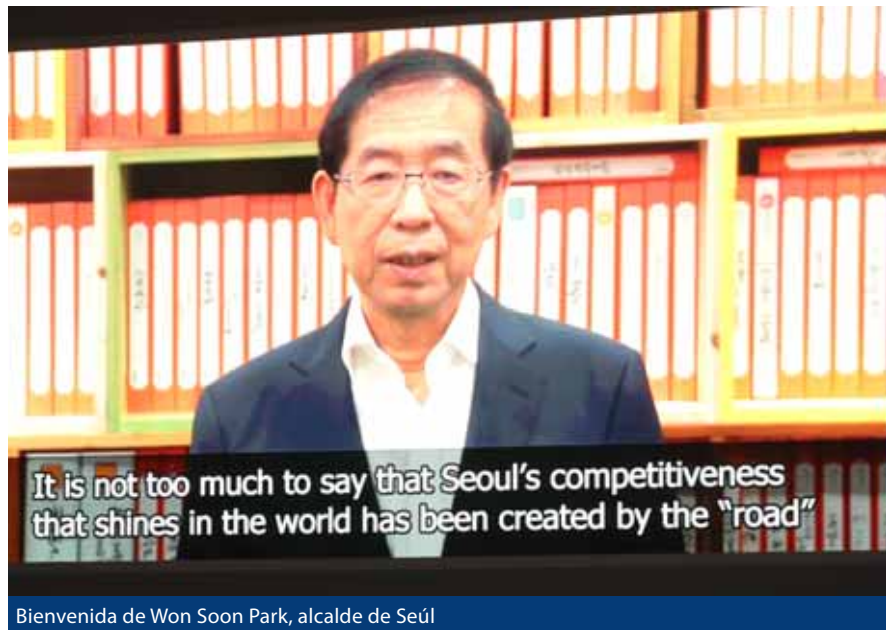 It is not too much to say that Seoul's competitiveness
that shines in the world has been created by the “road”
Bienvenida de Won Soon Park, alcalde de Seúl